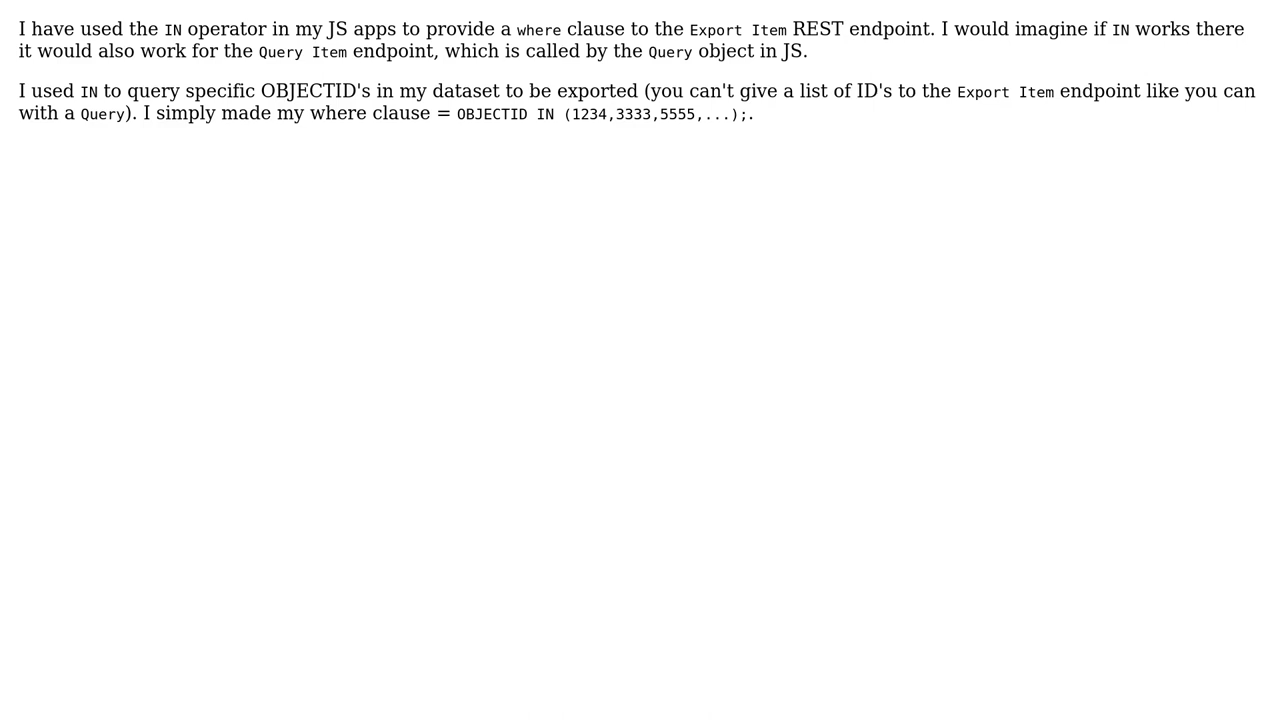 I have used the IN operator in my JS apps to provide a where clause to the Export Item REST endpoint. I would imagine if IN works there
it would also work for the Query Item endpoint, which is called by the Query object in JS.
I used IN to query specific OBJECTID's in my dataset to be exported (you can't give a list of ID's to the Export Item endpoint like you can
with a Query). I simply made my where clause = OBJECTID IN (1234,3333,5555,...);.